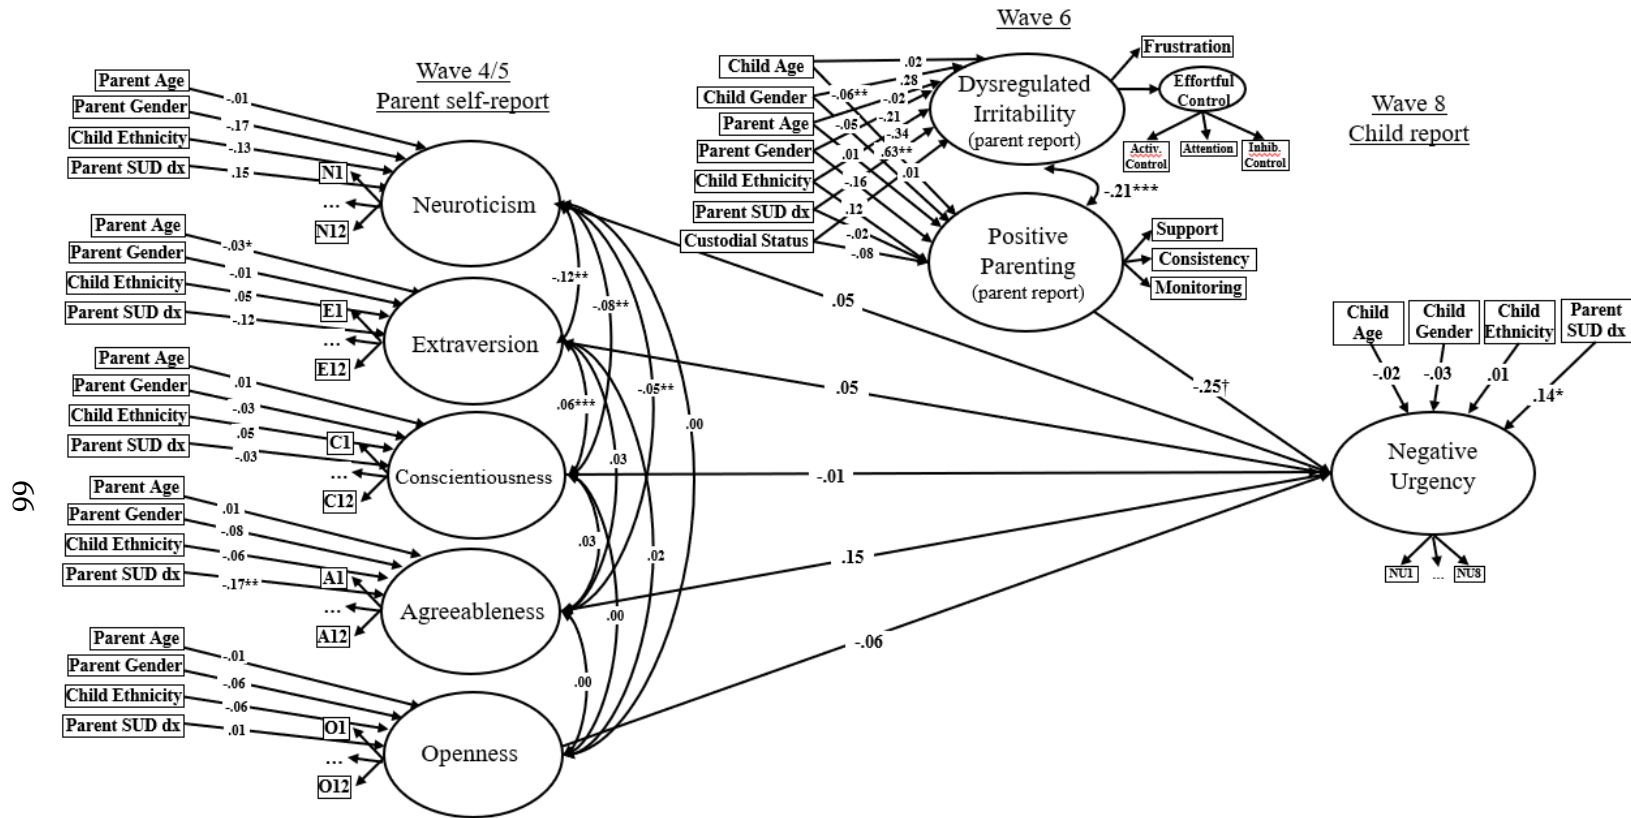 Wave 6
Wave 4/5
Parent self-report
Wave 8
Child report
Parent Age
Parent Gender
Child Ethnicity
Parent SUD dx
-.01
-.17
-.13
.15
N1
...
N12
Neuroticism
Parent Age
Parent Gender
Child Ethnicity
Parent SUD dx
-.03*
-.01
.05
-.12
E1
...
E12
Extraversion
Parent Age
Parent Gender
Child Ethnicity
Parent SUD dx
.01
-.03
.05
-.03
C1
...
C12
Conscientiousness
Parent Age
Parent Gender
Child Ethnicity
Parent SUD dx
.01
-.08
-.06
-.17**
A1
...
A12
Agreeableness
Parent Age
Parent Gender
Child Ethnicity
Parent SUD dx
-.01
-.06
-.06
.01
O1
...
O12
Openness
-.12**
-.08**
-.05**
.00
.06***
.03
.03
.02
.00
.00
Child Age
Child Gender
Parent Age
Parent Gender
Child Ethnicity
Parent SUD dx
Custodial Status
.02
.28
-.06**
-.02
-.21
-.05
-.34
.01
.63**
.01
-.16
.12
-.02
-.08
Dysregulated
Irritability
(parent report)
Frustration
Effortful
Control
Activ.
Control
Attention
Inhib.
Control
-.21***
Positive
Parenting
(parent report)
Support
Consistency
Monitoring
.05
.05
-.01
.15
-.06
-.25†
Child
Age
Child
Gender
Child
Ethnicity
Parent
SUD dx
-.02
-.03
.01
.14*
Negative
Urgency
NU1
...
NU8
66